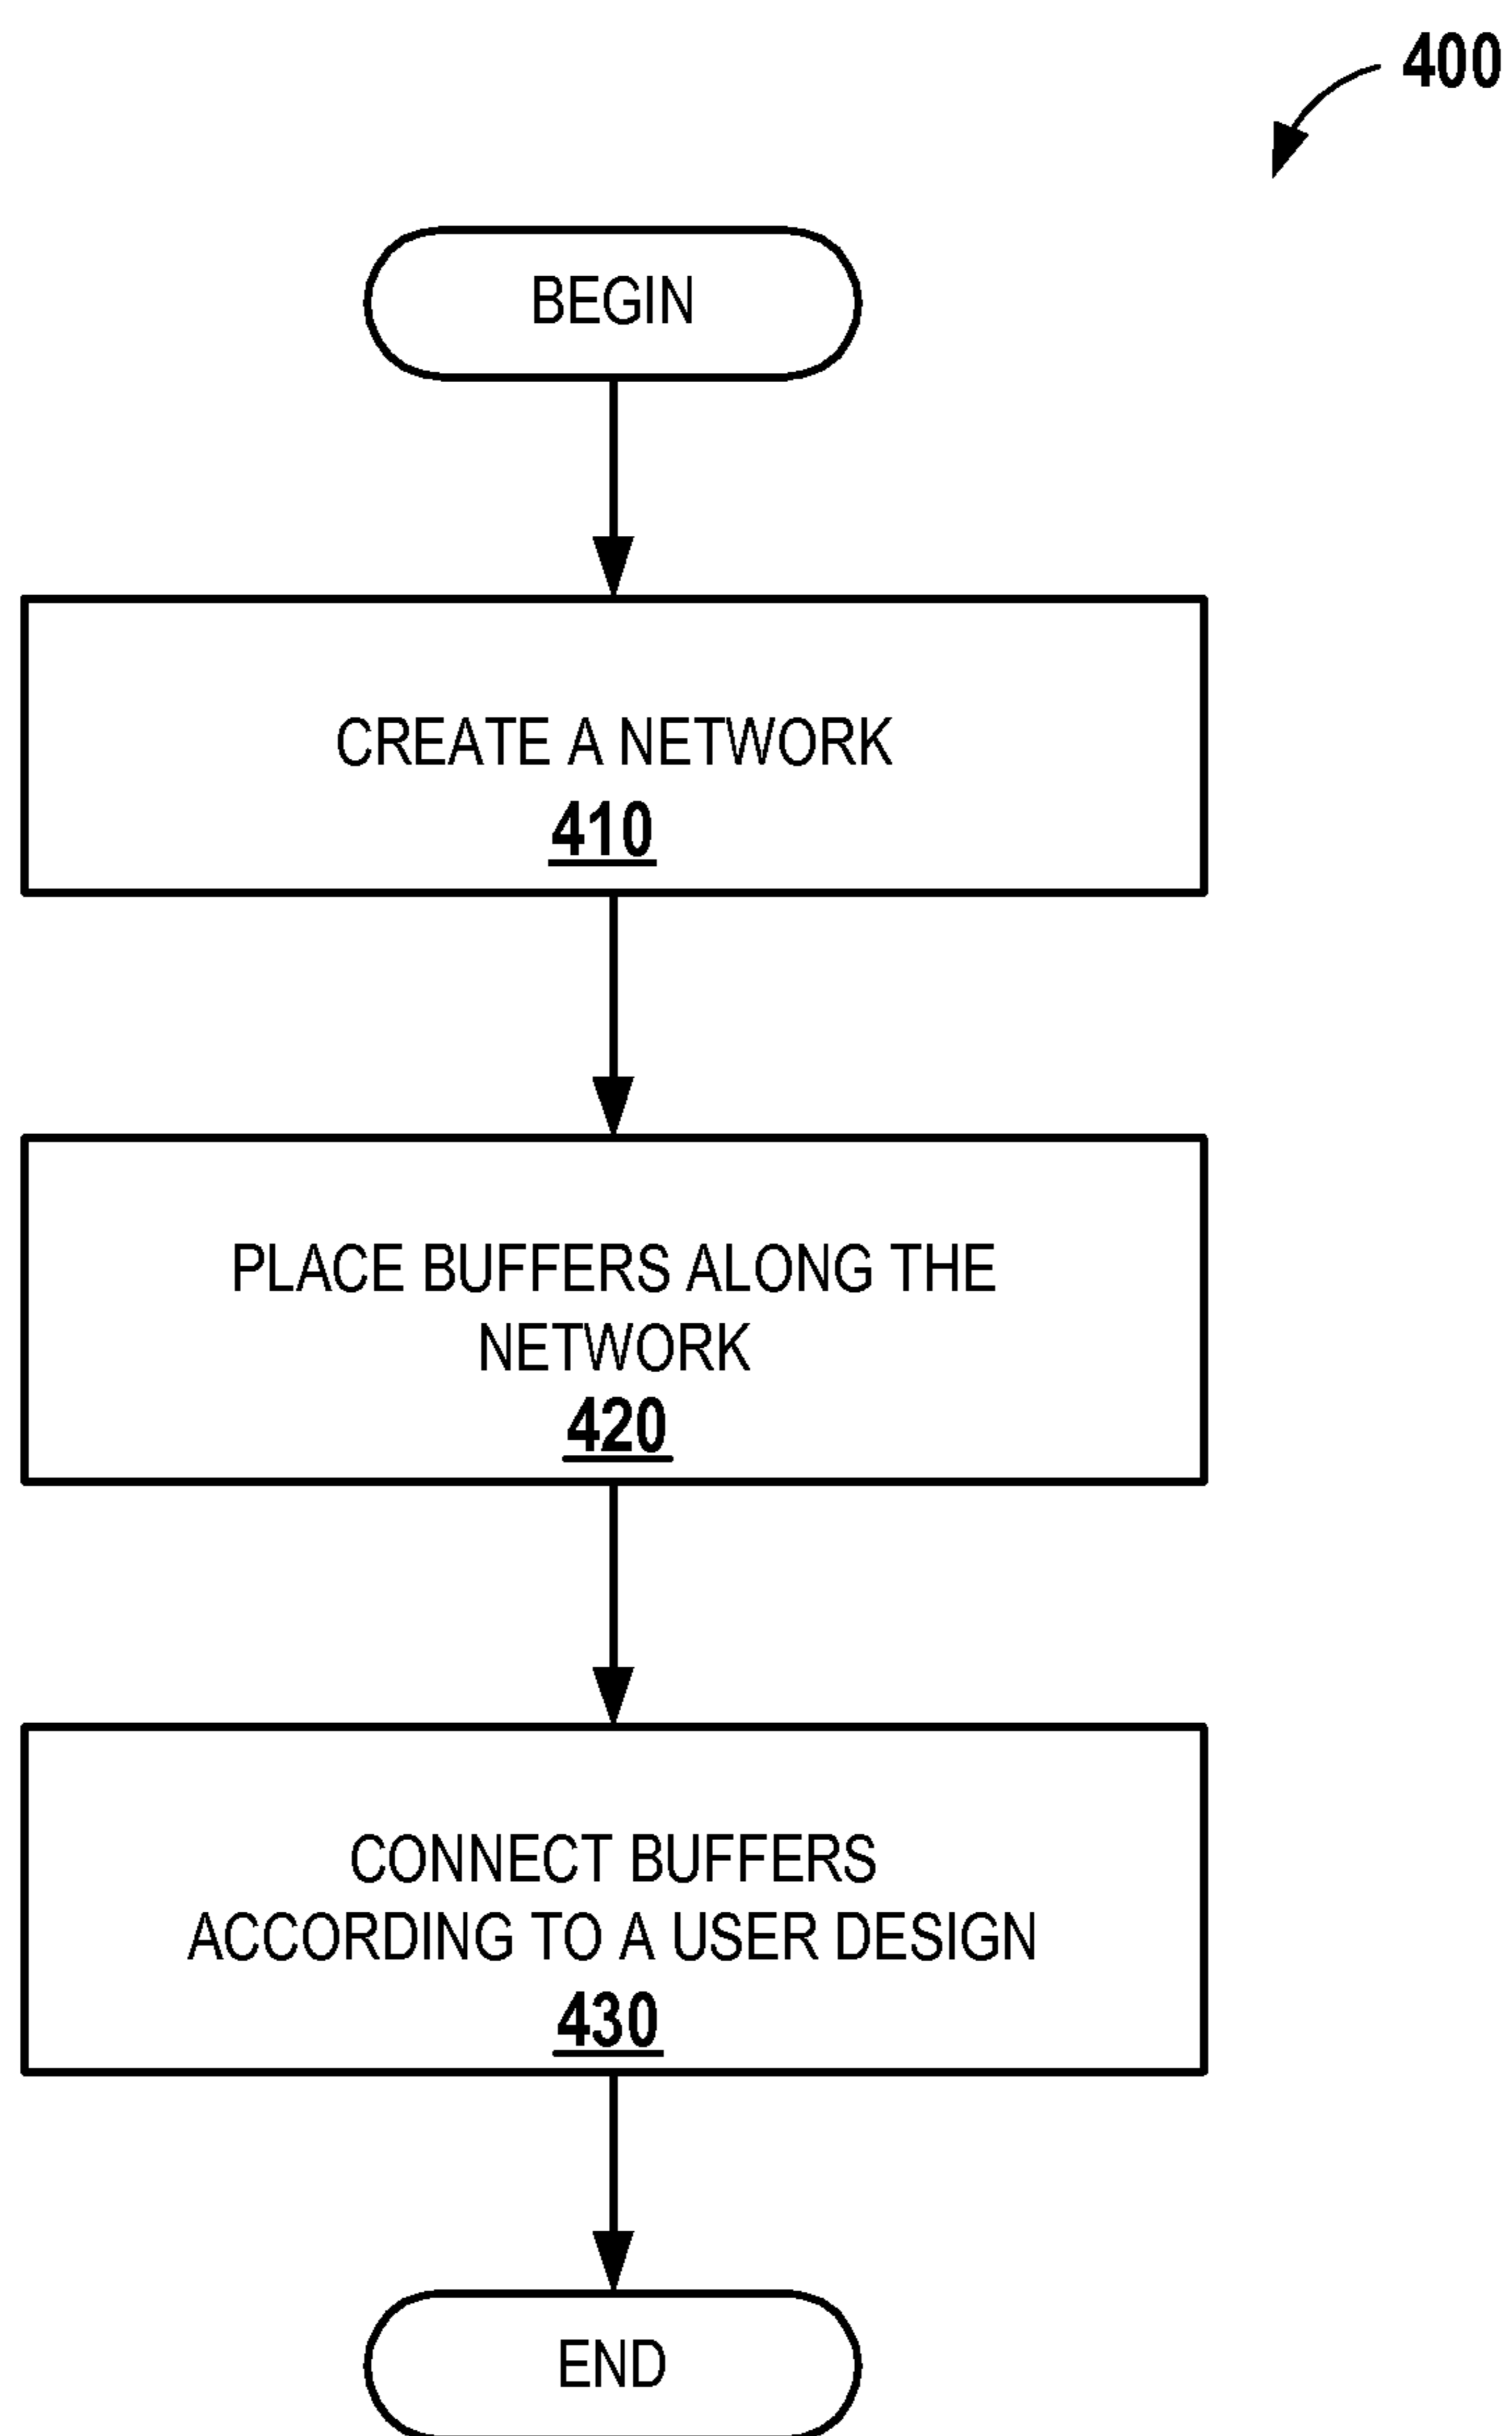 400
BEGIN
CREATE A NETWORK
410
PLACE BUFFERS ALONG THE
NETWORK
420
CONNECT BUFFERS
ACCORDING TO A USER DESIGN
430
END